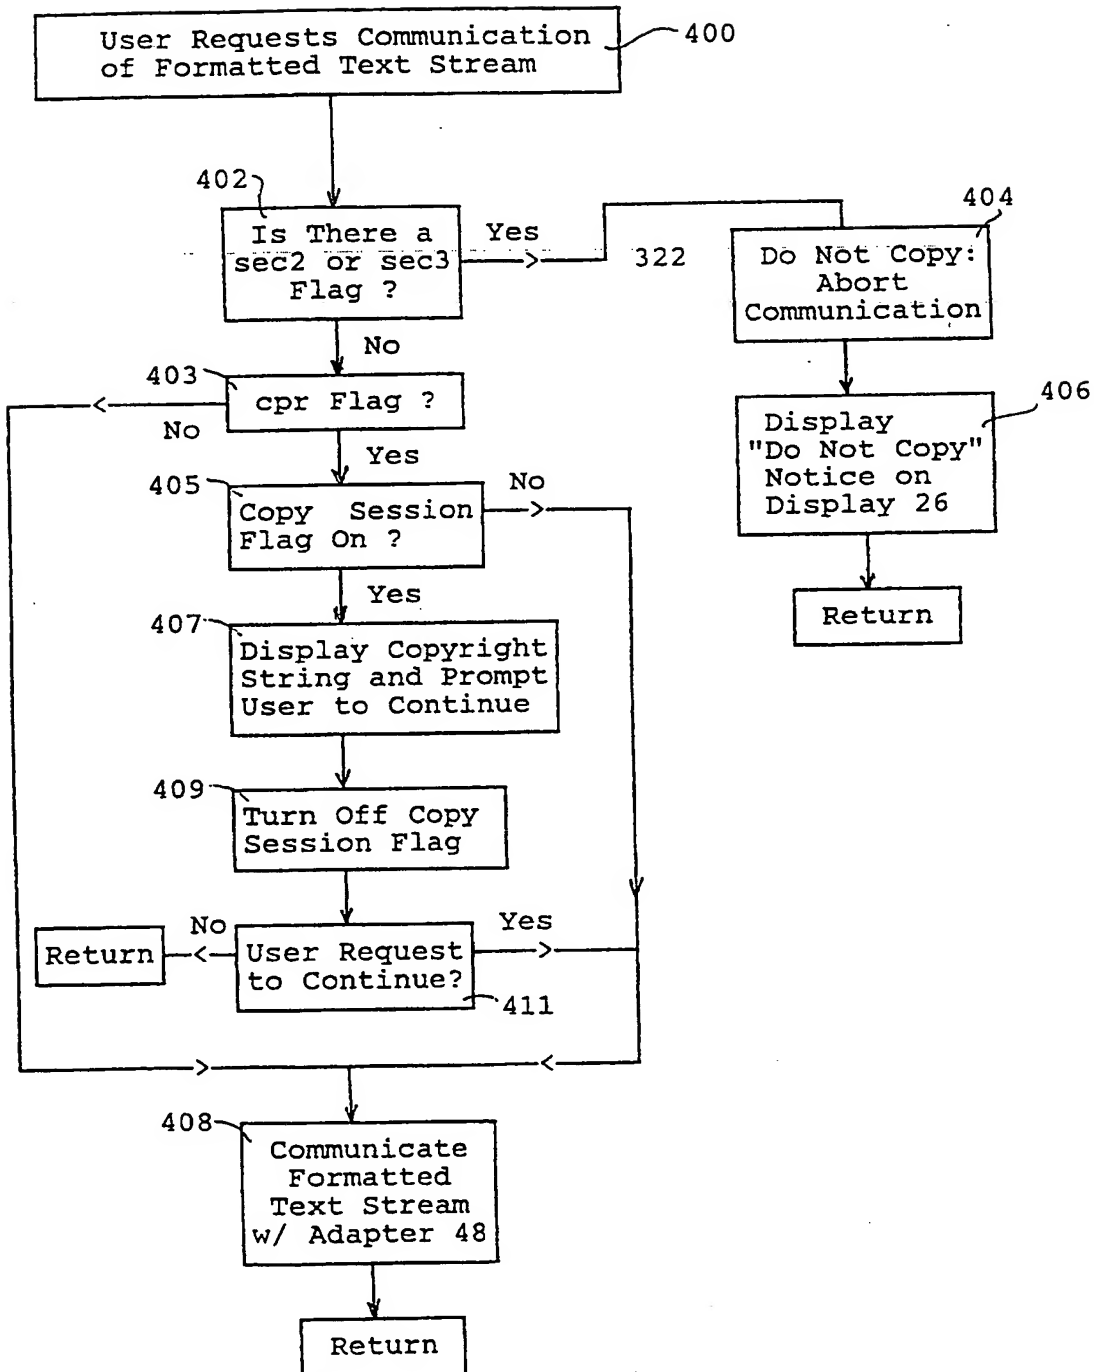 User Requests Communication
of Formatted Text Stream
400
402
Is There a
sec2 or sec3
Flag ?
Yes
322
404
Do Not Copy:
Abort
Communication
No
403
cpr Flag ?
No
Yes
406
Display
"Do Not Copy"
Notice on
Display 26
405
Copy Session
Flag On ?
No
Yes
Return
407
Display Copyright
String and Prompt
User to Continue
409
Turn Off Copy
Session Flag
Return
No
User Request
to Continue?
Yes
411
408
Communicate
Formatted
Text Stream
w/ Adapter 48
Return